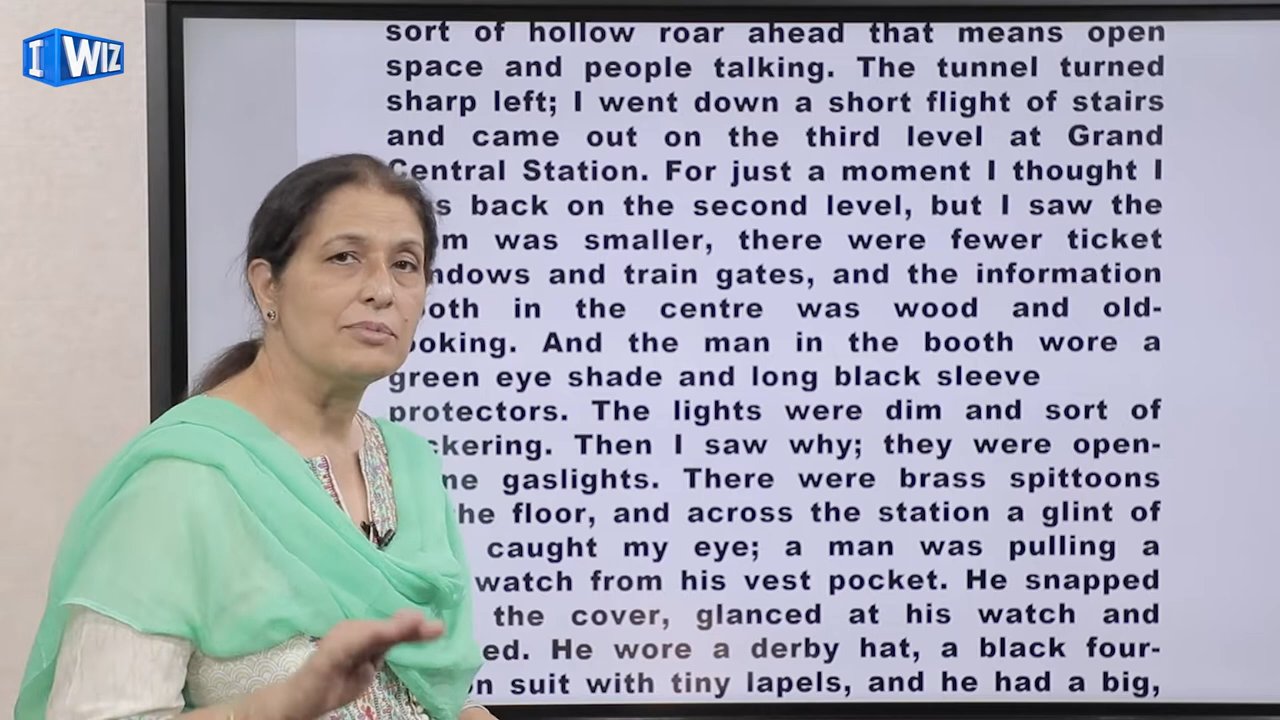 I WIZ
sort of hollow roar ahead that means open
space and people talking. The tunnel turned
sharp left; I went down a short flight of stairs
and came out on the third level at Grand
Central Station. For just a moment I thought I
back on the second level, but I saw the
was smaller, there were fewer ticket
and train gates, and the information
in the centre was wood and old-
And the man in the booth wore a
green eye shade and long black sleeve
protectors. The lights were dim and sort of
Then I saw why; they were open-
gaslights. There were brass spittoons
floor, and across the station a glint of
caught my eye; a man was pulling a
watch from his vest pocket. He snapped
the cover, glanced at his watch and
He wore a derby hat, a black four-
suit with tiny lapels, and he had a big,